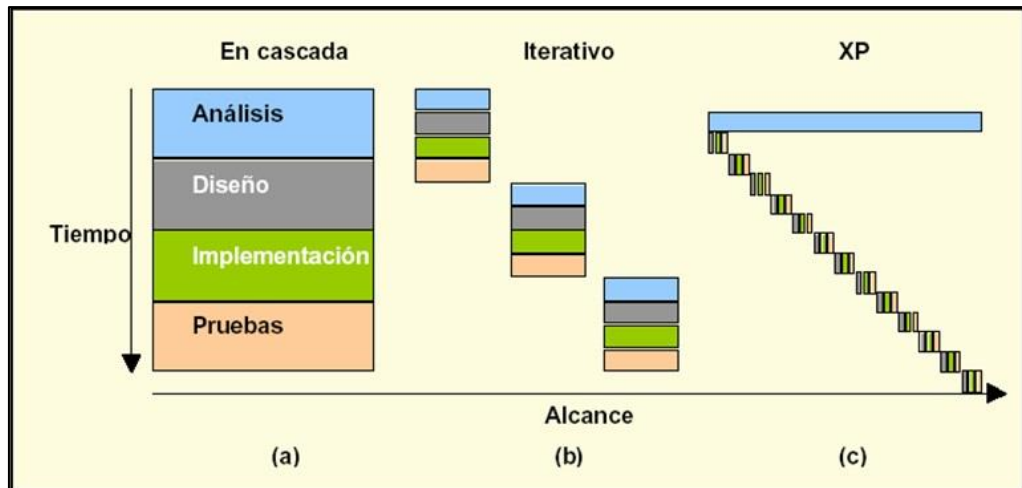 En cascada
Iterativo
XP
Análisis
Diseño
Tiempo
Implementación
Pruebas
Alcance
(a)
(b)
(c)